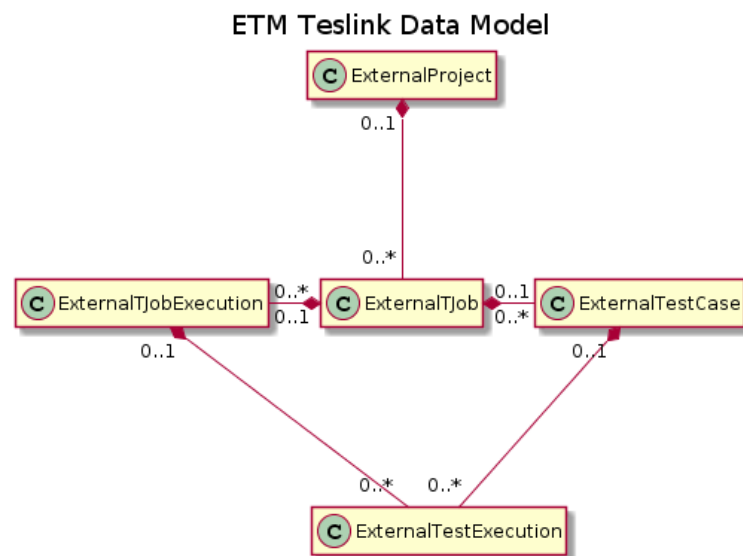 ETM Teslink Data Model
C ExternalProject
0..1
0..*
C ExternalTJobExecution
0..*
0..1
C ExternalTJob
0..1
0..*
C ExternalTestCase
0..1
0..1
0..*
0..*
C ExternalTestExecution